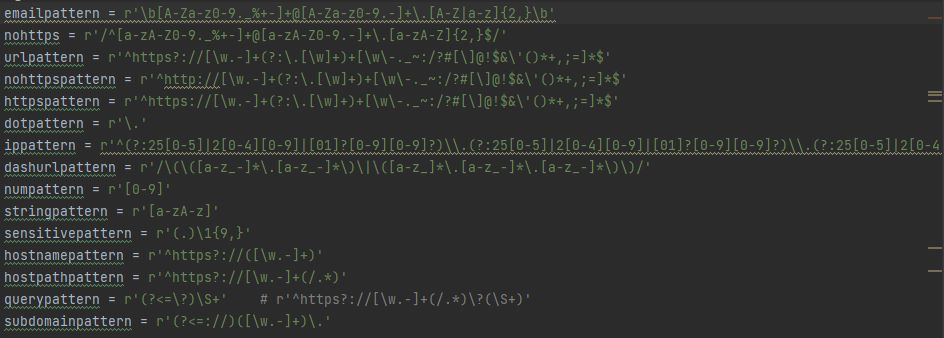 emailpattern = r'\b[A-Za-z0-9._%+-]+@[A-Za-z0-9.-]+\.[A-Z|a-z]{2,}\b'
nohttps = r'/^[a-zA-Z0-9._%+-]+@[a-zA-Z0-9.-]+\.[a-zA-Z]{2,}$/'
urlpattern = r'^https?://[\w.-]+(?:\.[\w]+)+[\w\-._~:/?#[\]@!$&\'()*+,;=]*$'
nohttpspattern = r'^http://[\w.-]+(?:\.[\w]+)+[\w\-._~:/?#[\]@!$&\'()*+,;=]*$'
httpspattern = r'^https://[\w.-]+(?:\.[\w]+)+[\w\-._~:/?#[\]@!$&\'()*+,;=]*$'
dotpattern = r'\.'
ippattern = r'^(?:25[0-5]|2[0-4][0-9]|[01]?[0-9][0-9]?)\\.(?:25[0-5]|2[0-4][0-9]|[01]?[0-9][0-9]?)\\.(?:25[0-5]|2[0-4
dashurlpattern = r'/\(\([a-z_-]*\.[a-z_-]*\.[a-z_-]*\)\|\([a-z_]*\.[a-z_-]*\.[a-z_-]*\)\)/'
numpattern = r'[0-9]'
stringpattern = r'[a-zA-z]'
sensitivepattern = r'(.)\1{9,}'
hostnamepattern = r'^https?://([\w.-]+)'
hostpathpattern = r'^https?://[\w.-]+(/.*)'
querypattern = r'(?<=\?)\S+'    # r'^https?://[\w.-]+(/.*)\?(\S+)'
subdomainpattern = r'(?<=://)([\w.-]+)\.'